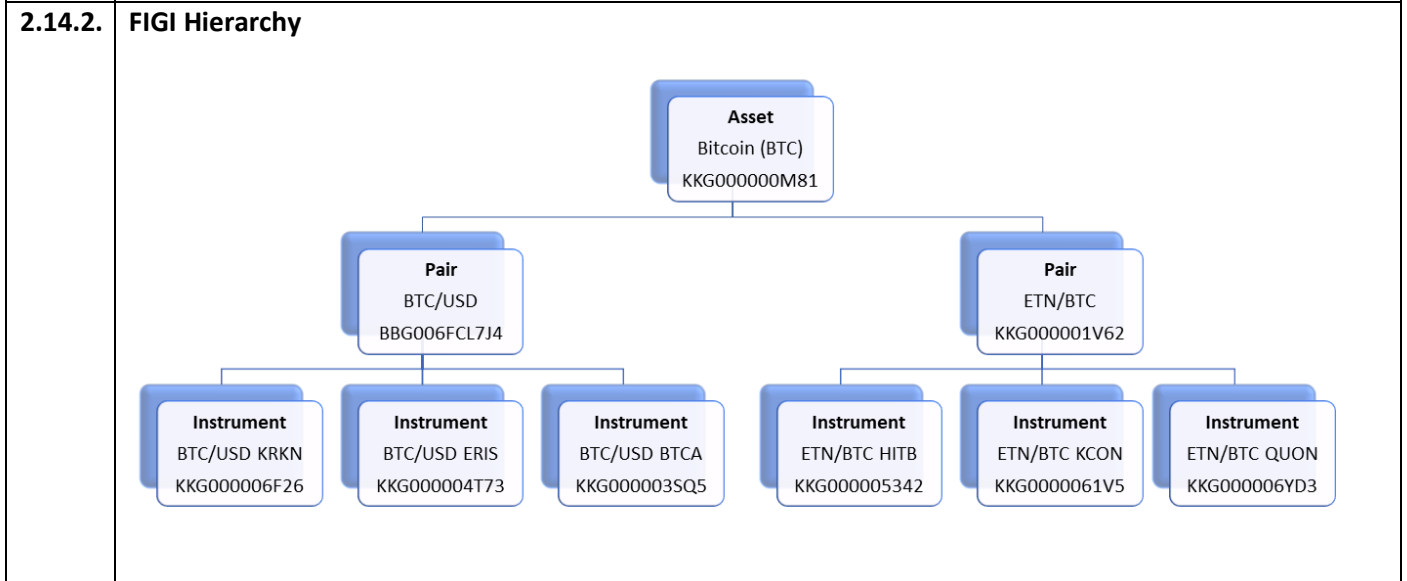 2.14.2. FIGI Hierarchy
Asset
Bitcoin (BTC)
KKG000000M81
Pair
BTC/USD
BBG006FCL7J4
Pair
ETN/BTC
KKG000001V62
Instrument
BTC/USD KRKN
KKG000006F26
Instrument
BTC/USD ERIS
KKG000004T73
Instrument
BTC/USD BTCA
KKG000003SQ5
Instrument
ETN/BTC HITB
KKG000005342
Instrument
ETN/BTC KCON
KKG0000061V5
Instrument
ETN/BTC QUON
KKG000006YD3